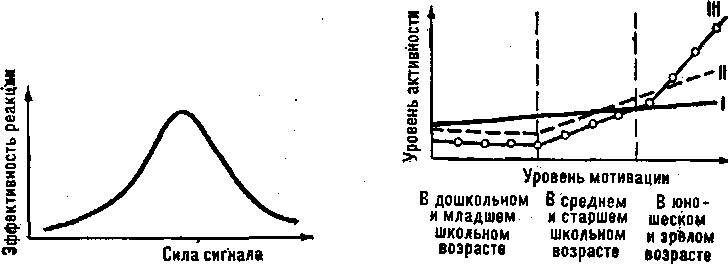 Эффективность реакции
Сила сигнала
Уровень активности
III
II
I
Уровень мотивации
В дошкольном
и младшем
школьном
возрасте
В среднем
и старшем
школьном
возрасте
В юно-
шеском
и зрелом
возрасте